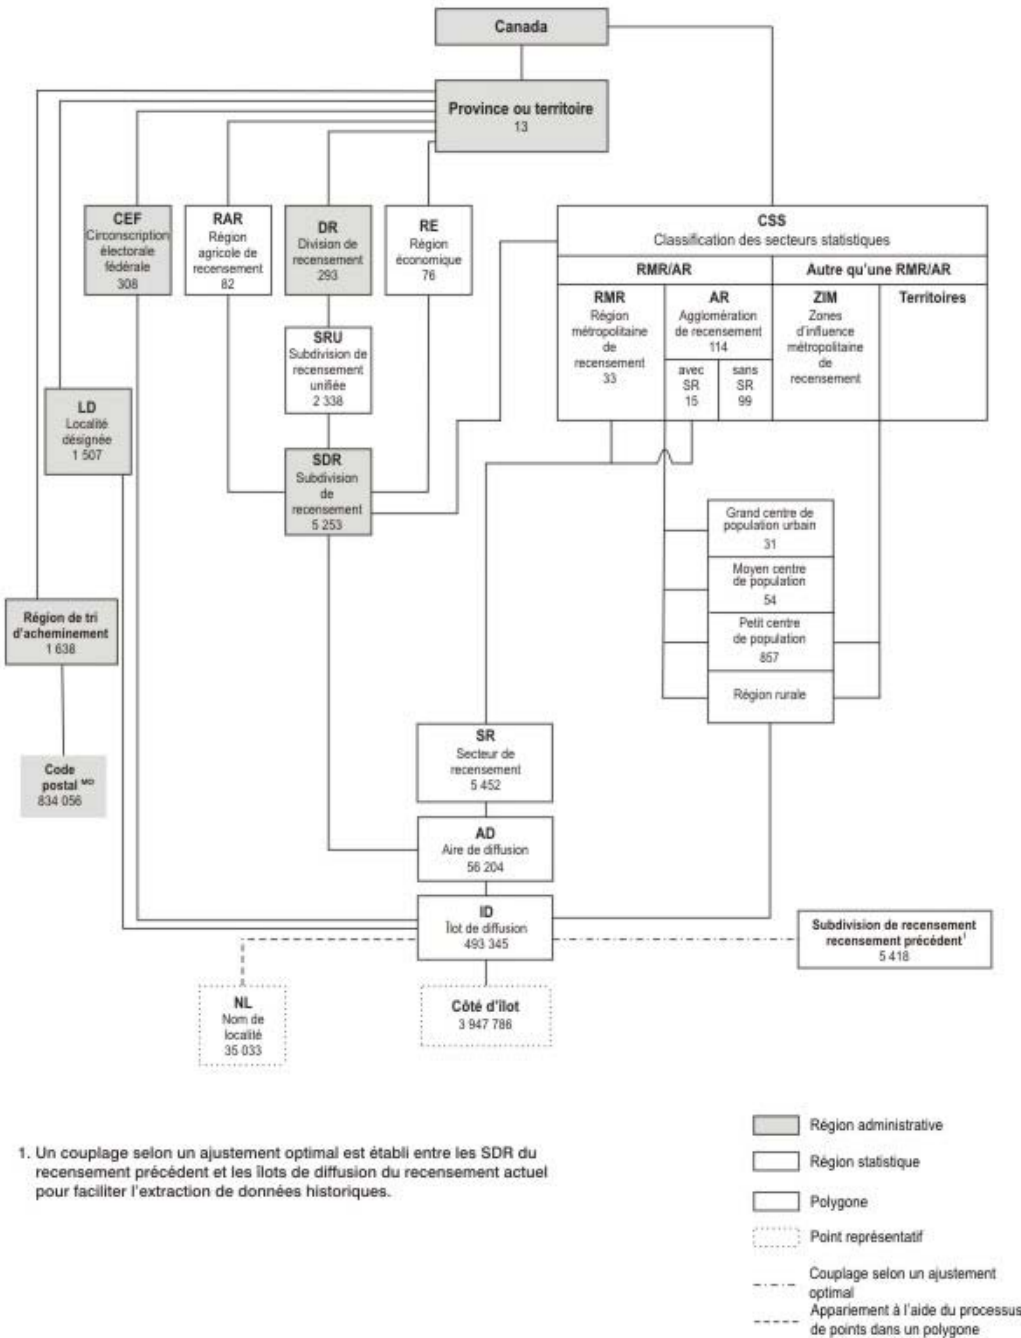 Canada
Province ou territoire
13
CEF
Circonscription
électorale
fédérale
308
RAR
Région
agricole de
recensement
82
DR
Division de
recensement
293
RE
Région
économique
76
CSS
Classification des secteurs statistiques
RMR/AR
Autre qu'une RMR/AR
RMR
Région
métropolitaine
de
recensement
33
AR
Agglomération
de recensement
114
avec
SR
15
sans
SR
99
ZIM
Zones
d'influence
métropolitaine
de
recensement
Territoires
SRU
Subdivision de
recensement
unifiée
2 338
LD
Localité
désignée
1 507
SDR
Subdivision
de
recensement
5 253
Grand centre de
population urbain
31
Moyen centre
de population
54
Petit centre
de population
857
Région rurale
Région de tri
d'acheminement
1 638
Code
postal MO
834 056
SR
Secteur de
recensement
5 452
AD
Aire de diffusion
56 204
ID
Îlot de diffusion
493 345
Subdivision de recensement
recensement précédent1
5 418
NL
Nom de
localité
35 033
Côté d'îlot
3 947 786
1. Un couplage selon un ajustement optimal est établi entre les SDR du
recensement précédent et les îlots de diffusion du recensement actuel
pour faciliter l'extraction de données historiques.
Région administrative
Région statistique
Polygone
Point représentatif
Couplage selon un ajustement
optimal
Appariement à l'aide du processus
de points dans un polygone